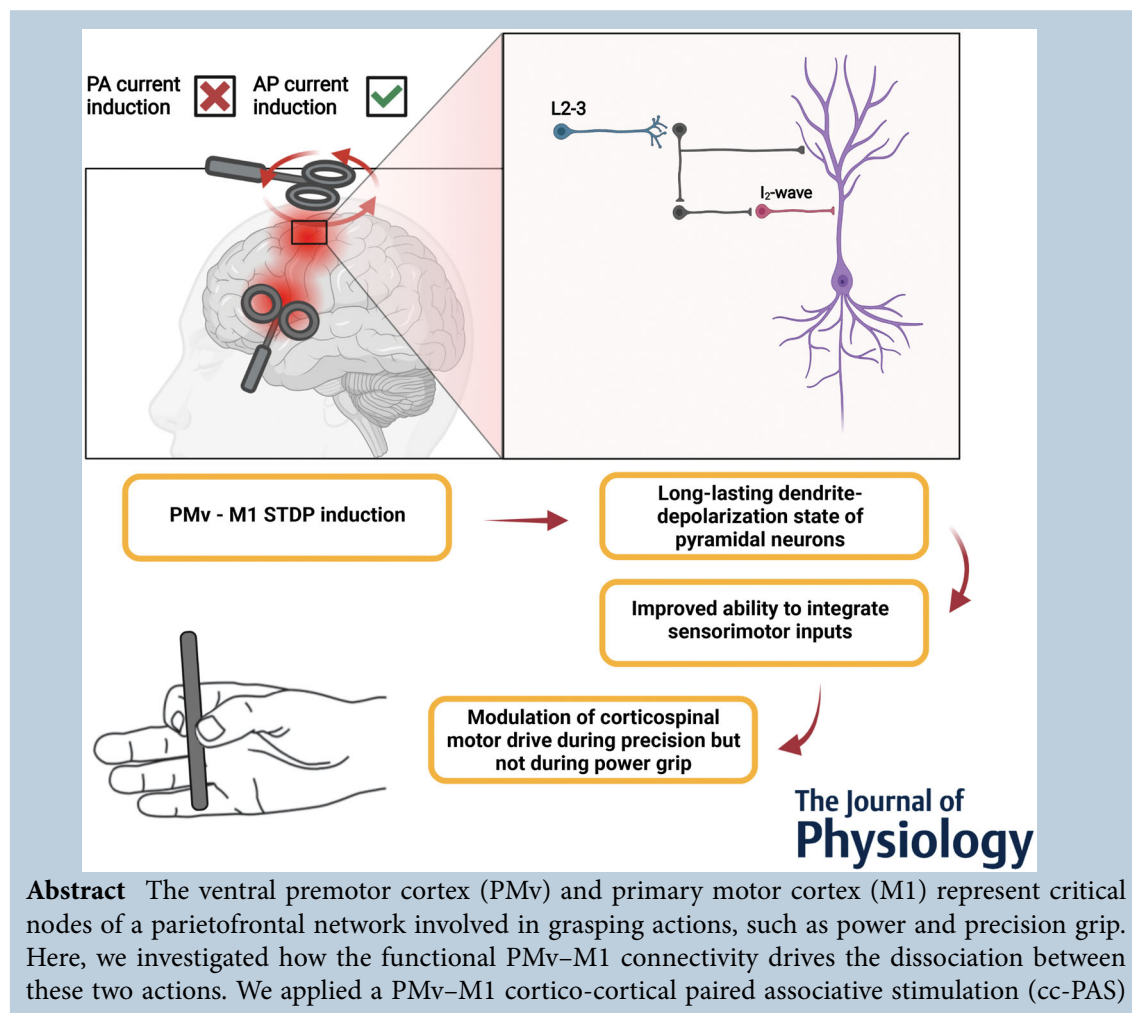 PA current
induction
AP current
induction
L2-3
I₂-wave
PMv - M1 STDP induction
Long-lasting dendrite-
depolarization state of
pyramidal neurons
Improved ability to integrate
sensorimotor inputs
Modulation of corticospinal
motor drive during precision but
not during power grip
The Journal of
Physiology
Abstract The ventral premotor cortex (PMv) and primary motor cortex (M1) represent critical
nodes of a parietofrontal network involved in grasping actions, such as power and precision grip.
Here, we investigated how the functional PMv–M1 connectivity drives the dissociation between
these two actions. We applied a PMv–M1 cortico-cortical paired associative stimulation (cc-PAS)